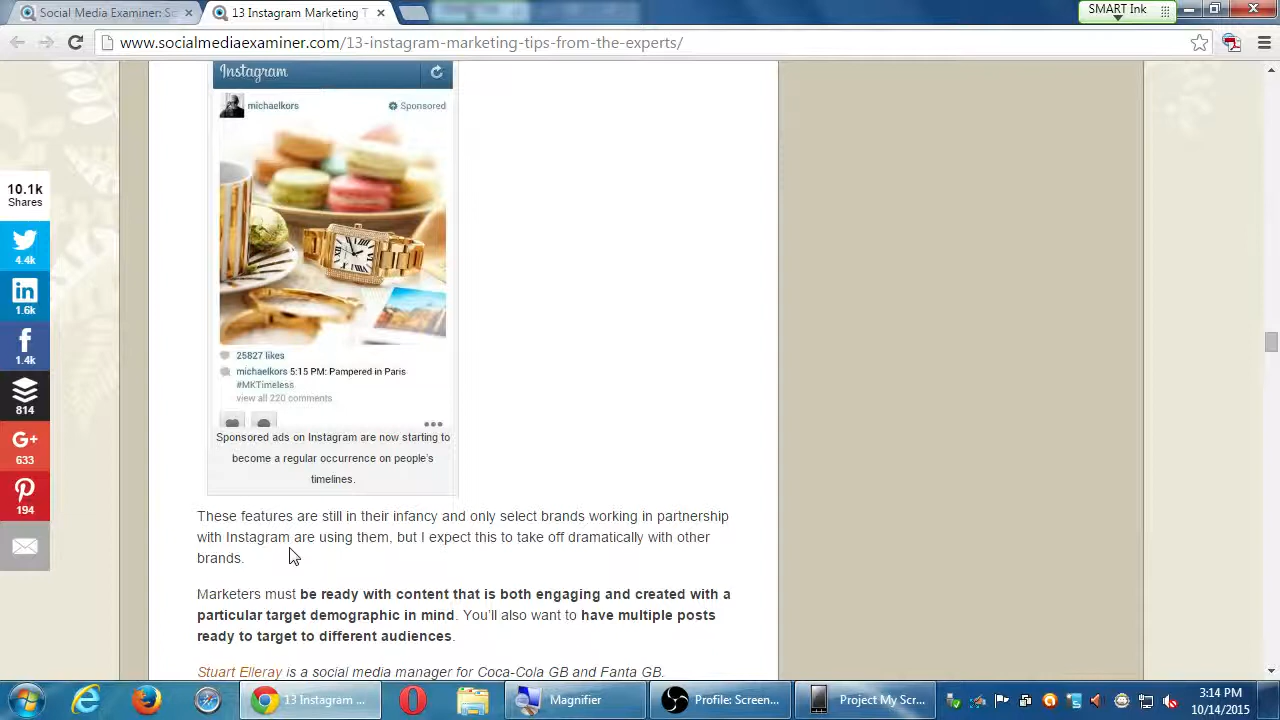 Social Media Examiner: S
13 Instagram Marketing T
SMART Ink
www.socialmediaexaminer.com/13-instagram-marketing-tips-from-the-experts/
Instagram
michaelkors
Sponsored
10.1k
Shares
4.4k
1.6k
1.4k
814
633
194
25827 likes
michaelkors 5:15 PM: Pampered in Paris
#MKTimeless
view all 220 comments
Sponsored ads on Instagram are now starting to
become a regular occurrence on people's
timelines.
These features are still in their infancy and only select brands working in partnership
with Instagram are using them, but I expect this to take off dramatically with other
brands.
Marketers must be ready with content that is both engaging and created with a
particular target demographic in mind. You'll also want to have multiple posts
ready to target to different audiences.
Stuart Elleray is a social media manager for Coca-Cola GB and Fanta GB.
13 Instagram ...
Magnifier
Profile: Screen...
Project My Scr...
3:14 PM
10/14/2015